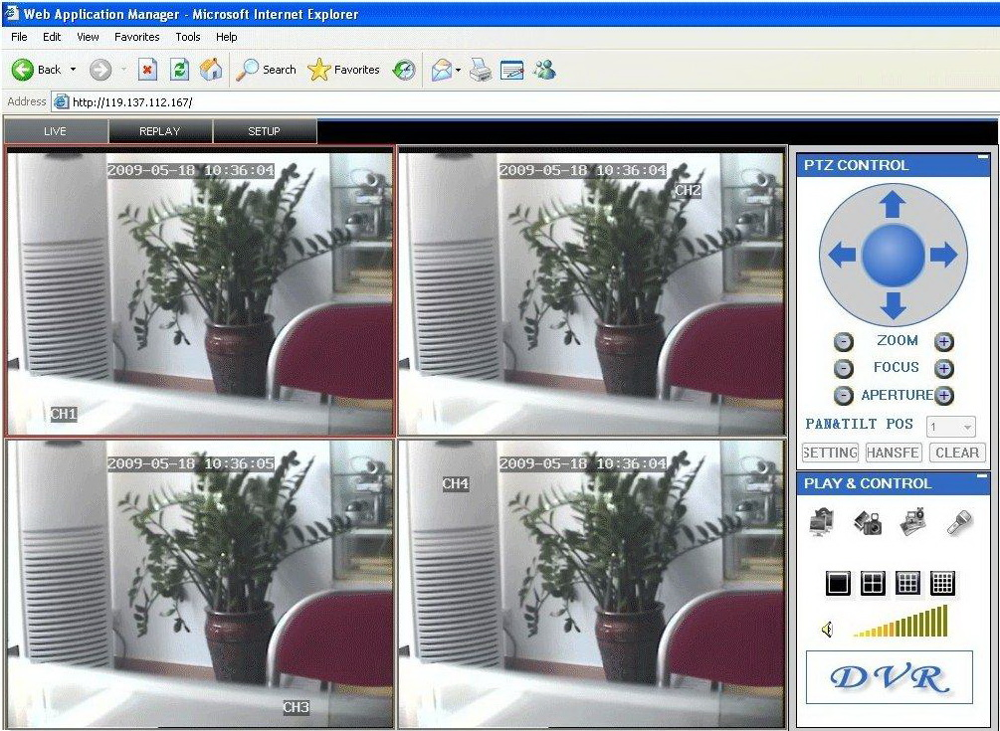 Web Application Manager - Microsoft Internet Explorer
File Edit View Favorites Tools Help
Back Search Favorites
Address http://119.137.112.167/
LIVE REPLAY SETUP
2009-05-18 10:36:04
CH1
2009-05-18 10:36:04
CH2
2009-05-18 10:36:05
CH3
2009-05-18 10:36:04
CH4
PTZ CONTROL
- ZOOM +
- FOCUS +
- APERTURE +
PAN&TILT POS 1
SETTING HANSFE CLEAR
PLAY & CONTROL
DVR